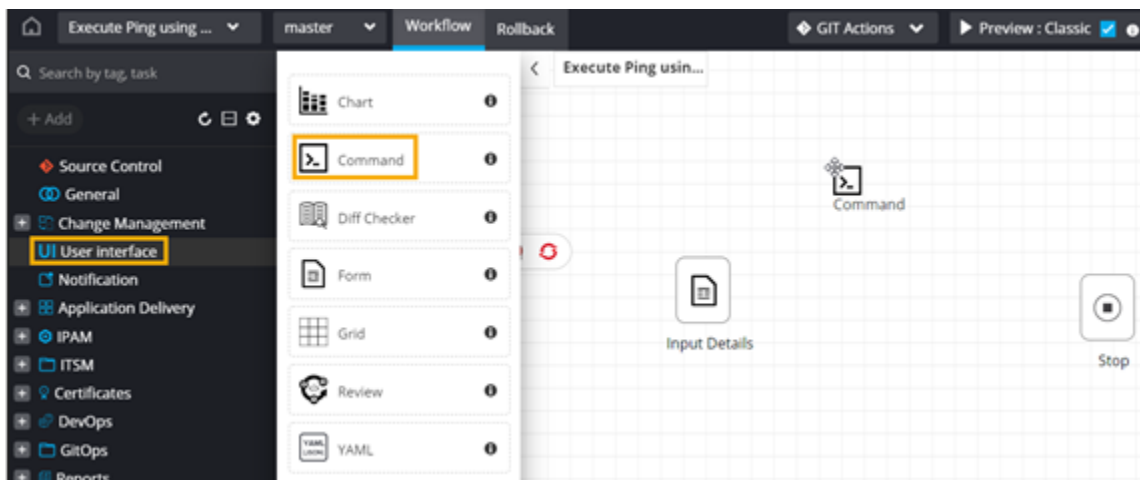 Execute Ping using ...
master
Workflow
Rollback
GIT Actions
Preview : Classic
Search by tag, task
+ Add
Source Control
General
Change Management
UI User interface
Notification
Application Delivery
IPAM
ITSM
Certificates
DevOps
GitOps
Reports
Chart
Command
Diff Checker
Form
Grid
Review
YAML
YAML
Execute Ping usin...
Command
Input Details
Stop